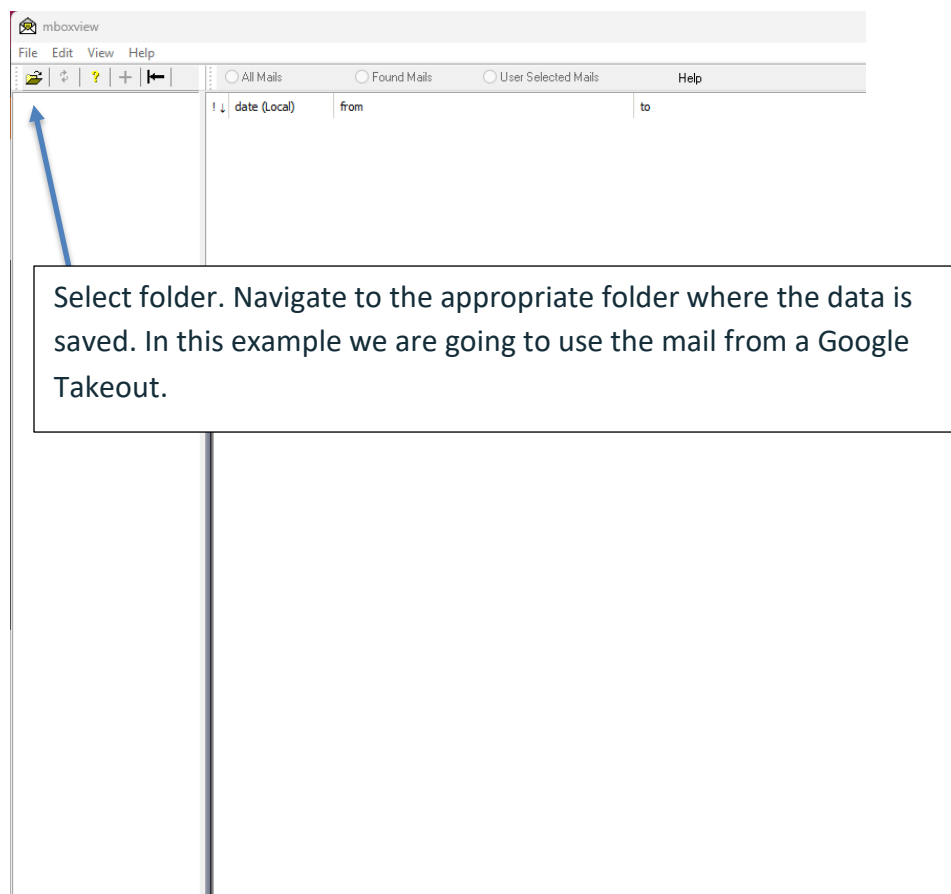 mboxview
File Edit View Help
? All Mails Found Mails User Selected Mails Help
! date (Local) from to
Select folder. Navigate to the appropriate folder where the data is
saved. In this example we are going to use the mail from a Google
Takeout.